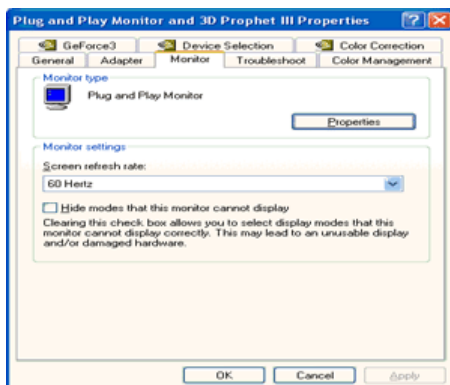 Plug and Play Monitor and 3D Prophet III Properties
GeForce3 Device Selection Color Correction
General Adapter Monitor Troubleshoot Color Management
Monitor type
Plug and Play Monitor
Properties
Monitor settings
Screen refresh rate:
60 Hertz
Hide modes that this monitor cannot display
Clearing this check box allows you to select display modes that this
monitor cannot display correctly. This may lead to an unusable display
and/or damaged hardware.
OK Cancel Apply